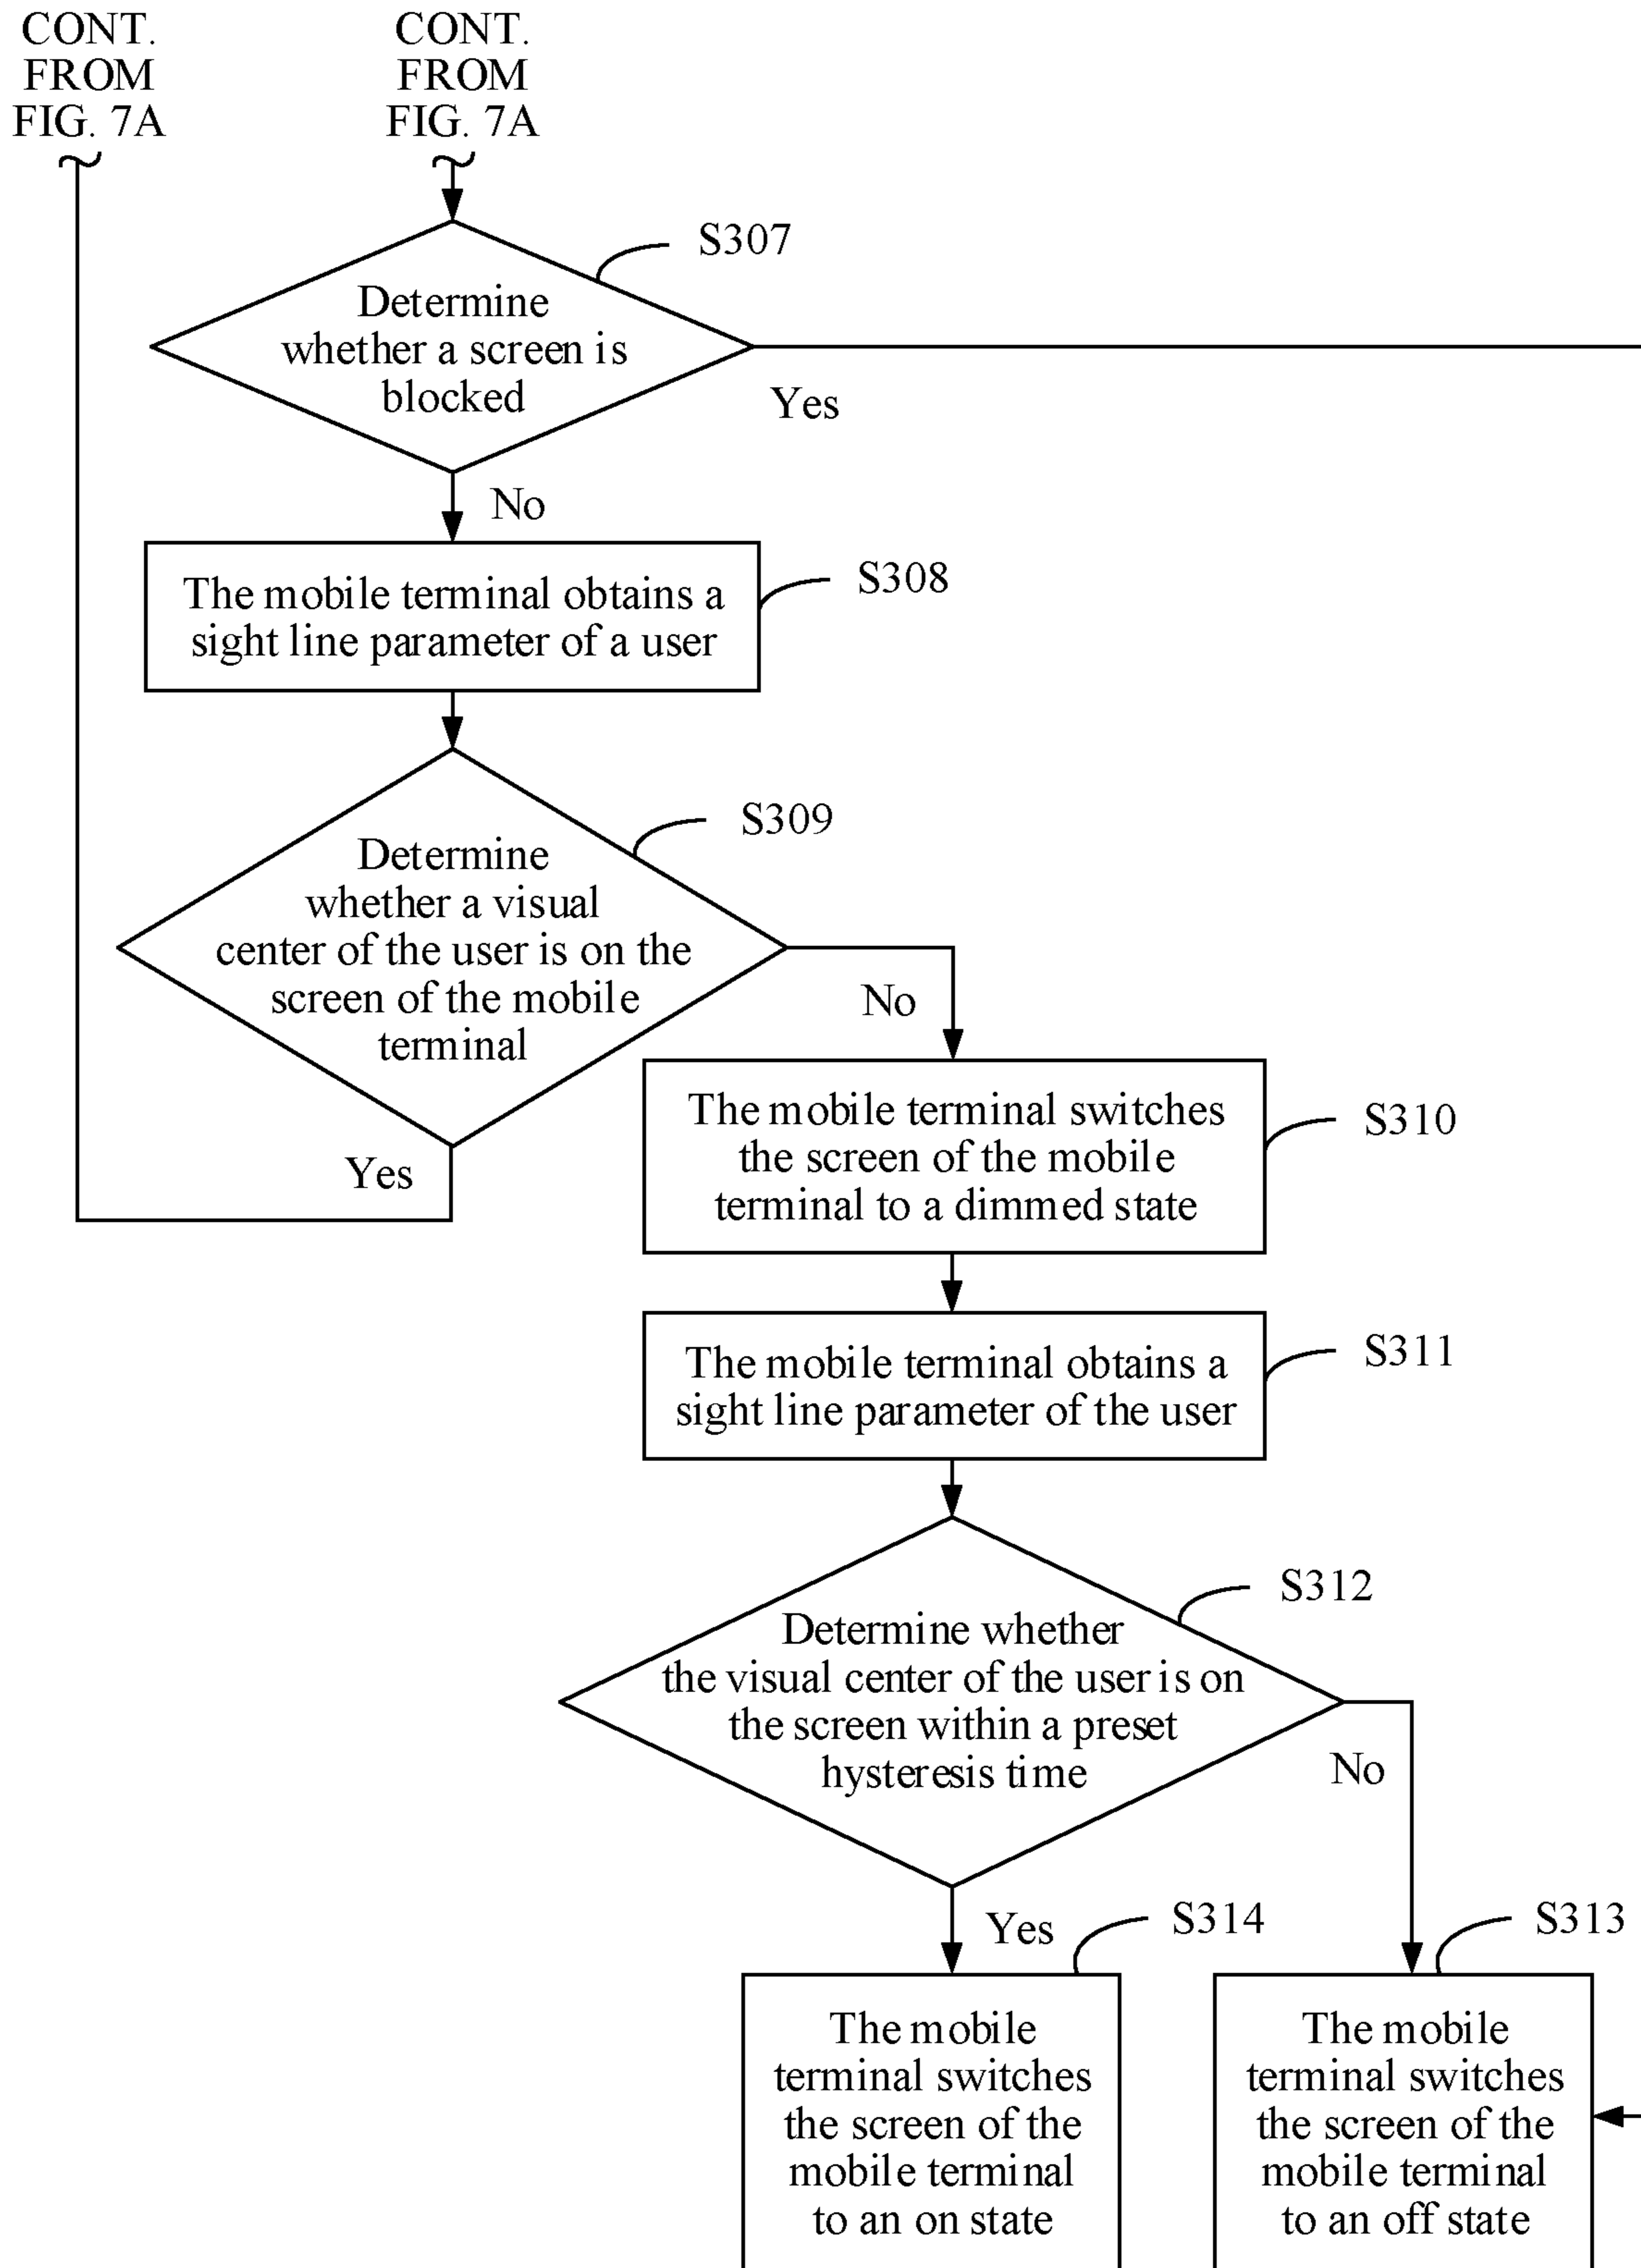 CONT.
FROM
FIG. 7A
CONT.
FROM
FIG. 7A
S307
Determine
whether a screen is
blocked
Yes
No
S308
The mobile terminal obtains a
sight line parameter of a user
S309
Determine
whether a visual
center of the user is on the
screen of the mobile
terminal
No
Yes
S310
The mobile terminal switches
the screen of the mobile
terminal to a dimmed state
S311
The mobile terminal obtains a
sight line parameter of the user
S312
Determine whether
the visual center of the user is on
the screen within a preset
hysteresis time
No
Yes
S314
S313
The mobile
terminal switches
the screen of the
mobile terminal
to an on state
The mobile
terminal switches
the screen of the
mobile terminal
to an off state